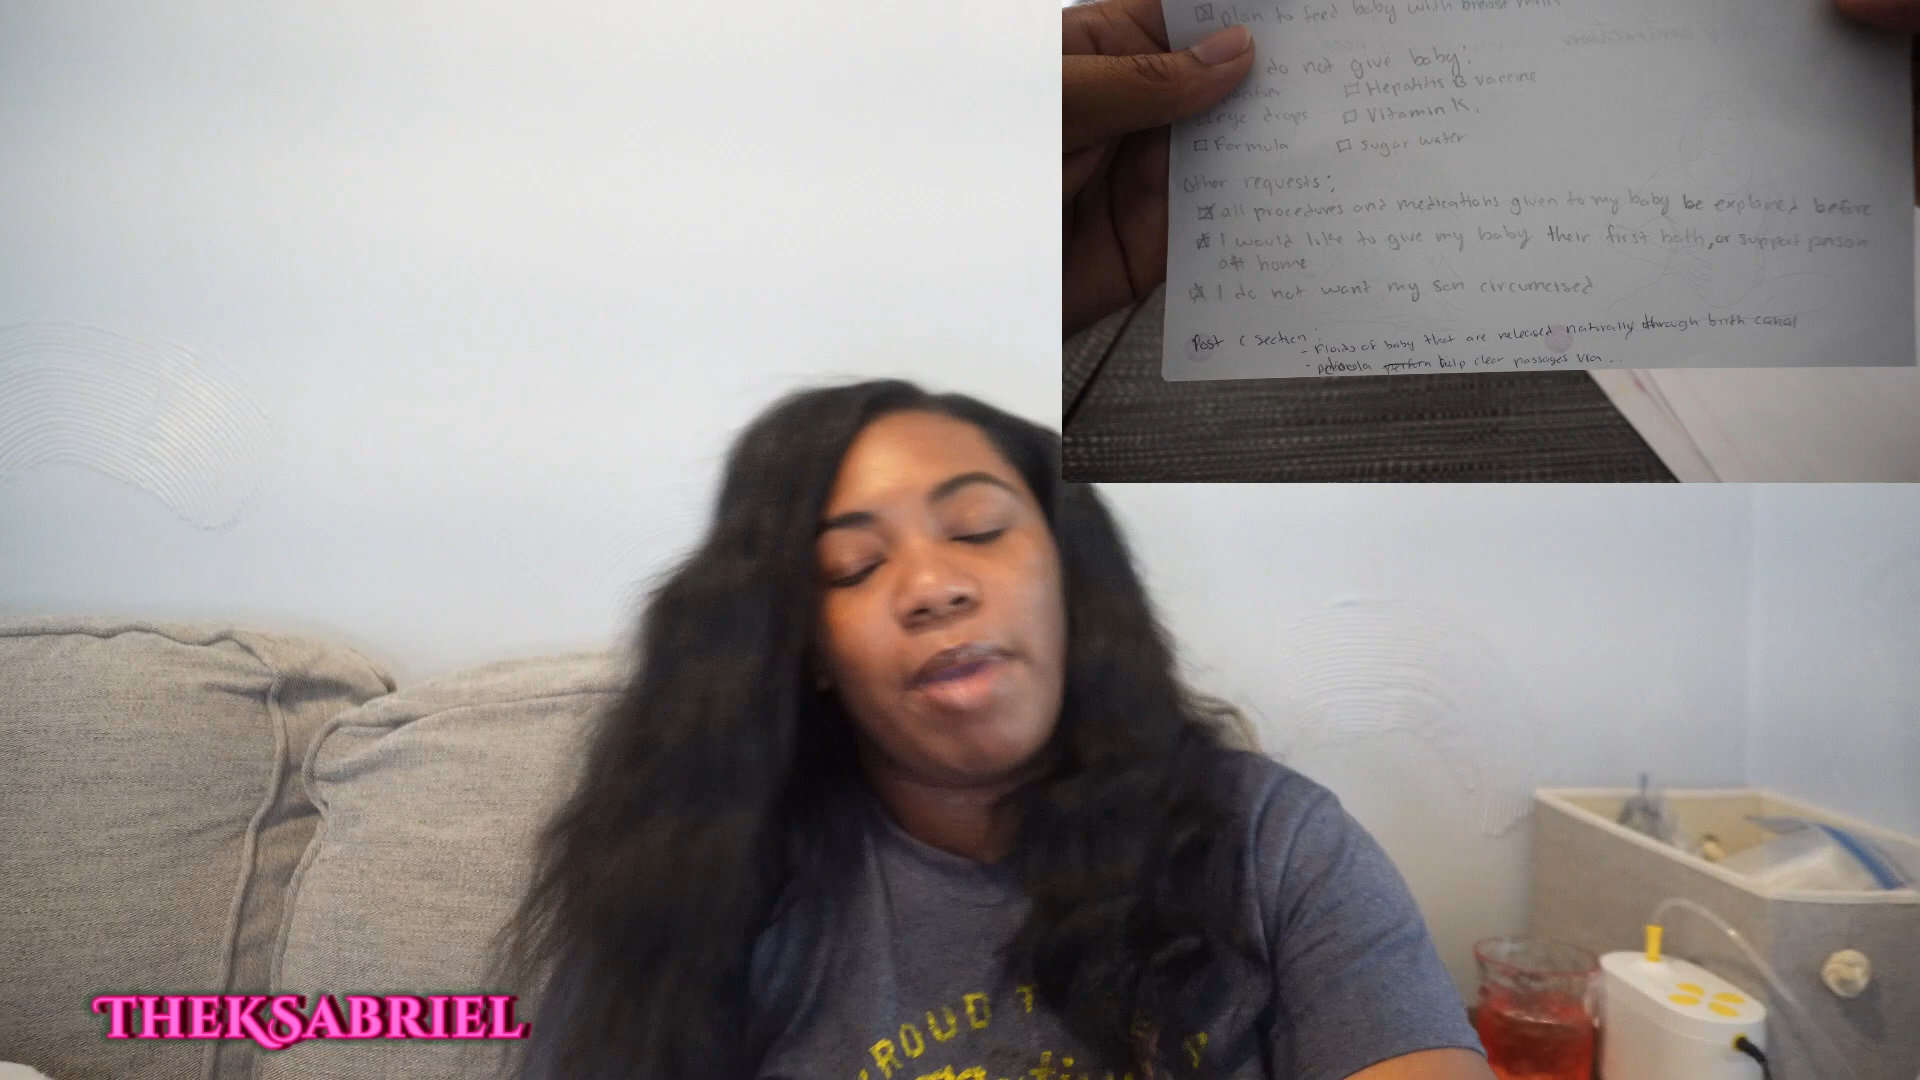 ☒ plan to feed baby with breast milk
do not give baby:
pacifier ☐ Hepatitis B vaccine
☐ eye drops ☐ Vitamin K.
☐ Formula ☐ sugar water
Other requests:
☒ all procedures and medications given to my baby be explained before
☒ I would like to give my baby their first bath, or support person
at home
☒ I do not want my son circumcised
Post C section:
- Fluids of baby that are released naturally through birth canal
- help clear passages via..
THEKSABRIEL
PROUD